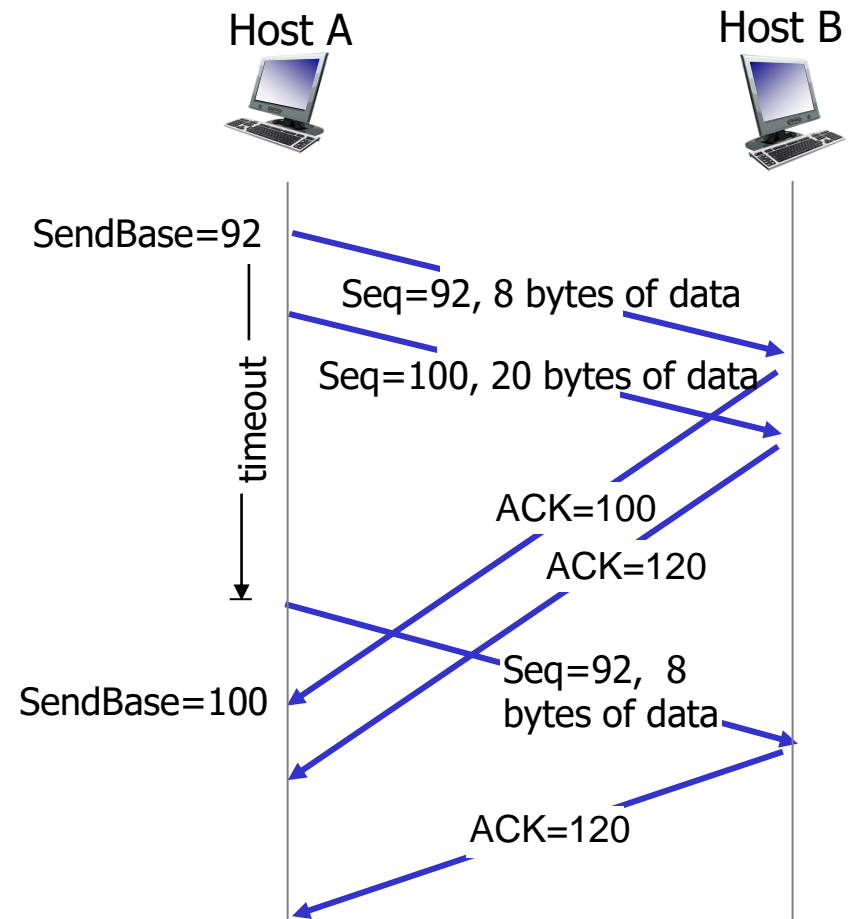 Host A
Host B
SendBase=92
Seq=92, 8 bytes of data
Seq=100, 20 bytes of data
timeout
ACK=100
ACK=120
Seq=92,  8
bytes of data
SendBase=100
ACK=120